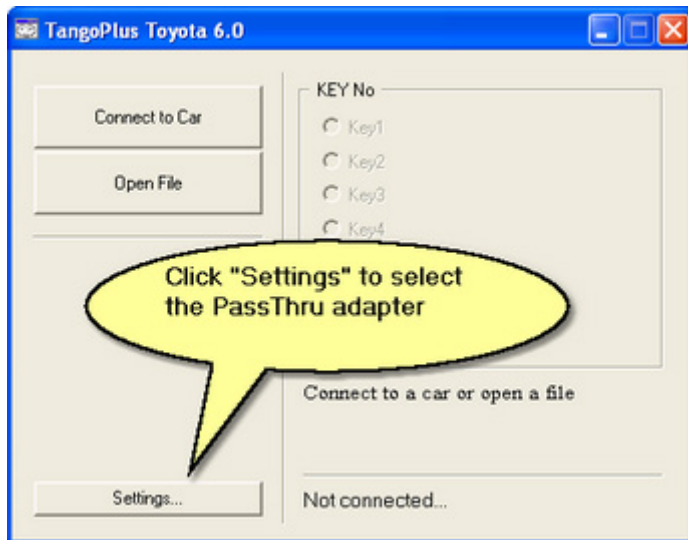 TangoPlus Toyota 6.0
Connect to Car
Open File
KEY No
Key1
Key2
Key3
Key4
Click "Settings" to select
the PassThru adapter
Connect to a car or open a file
Settings...
Not connected...